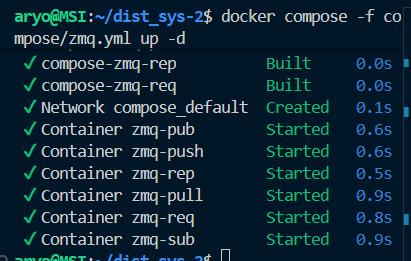 aryo@MSI:~/dist_sys-2$ docker compose -f co
mpose/zmq.yml up -d
✓ compose-zmq-rep Built 0.0s
✓ compose-zmq-req Built 0.0s
✓ Network compose_default Created 0.1s
✓ Container zmq-pub Started 0.6s
✓ Container zmq-push Started 0.6s
✓ Container zmq-rep Started 0.5s
✓ Container zmq-pull Started 0.9s
✓ Container zmq-req Started 0.8s
✓ Container zmq-sub Started 0.9s
aryo@MSI:~/dist_sys-2$